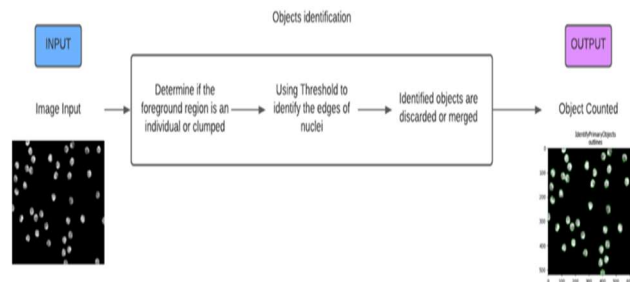 Objects identification
INPUT
OUTPUT
Image Input
Determine if the
foreground region is an
individual or clumped
Using Threshold to
identify the edges of
nuclei
Identified objects are
discarded or merged
Object Counted
IdentifyPrimaryObjects
outlines